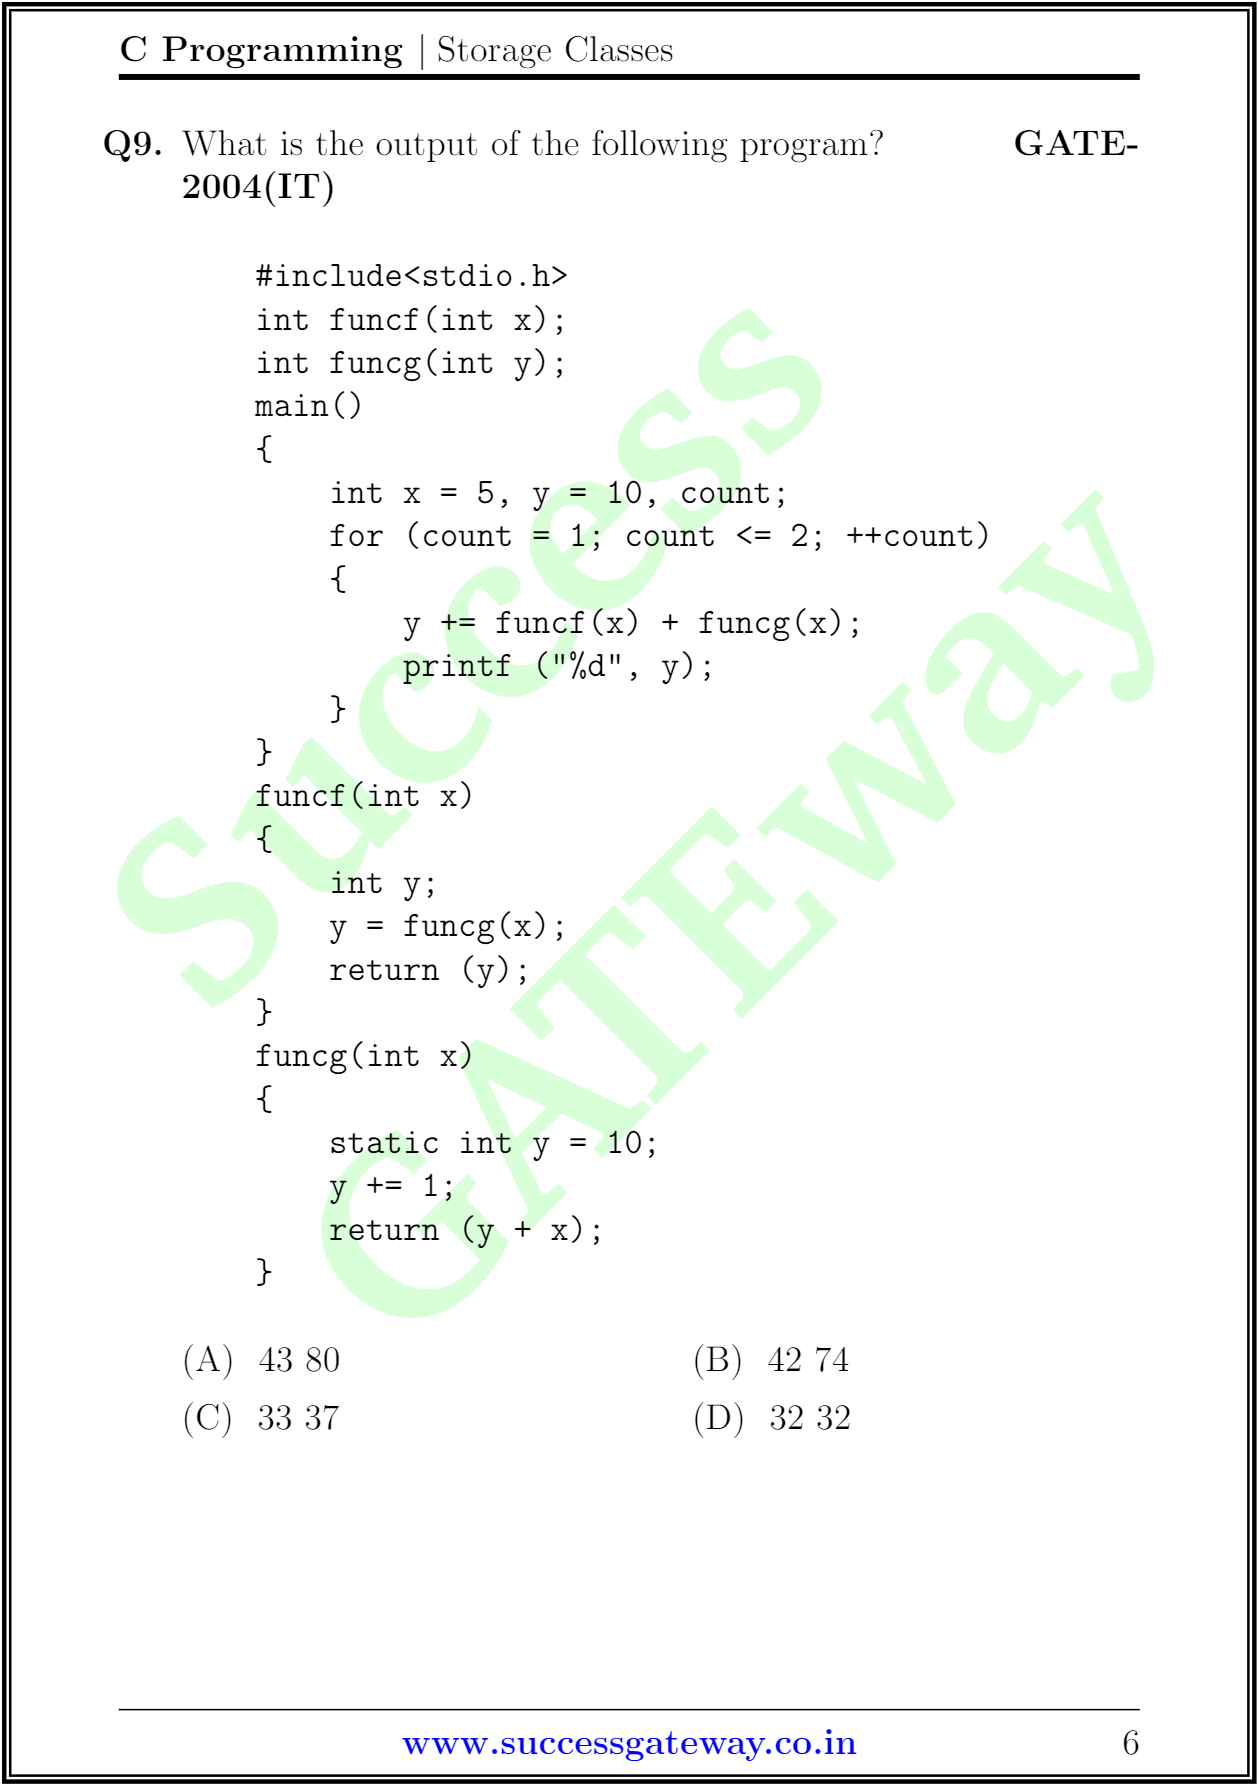 C Programming | Storage Classes
Q9. What is the output of the following program? GATE-
2004(IT)
#include<stdio.h>
int funcf(int x);
int funcg(int y);
main()
{
    int x = 5, y = 10, count;
    for (count = 1; count <= 2; ++count)
    {
        y += funcf(x) + funcg(x);
        printf ("%d", y);
    }
}
funcf(int x)
{
    int y;
    y = funcg(x);
    return (y);
}
funcg(int x)
{
    static int y = 10;
    y += 1;
    return (y + x);
}
(A) 43 80 (B) 42 74
(C) 33 37 (D) 32 32
Success
GATEway
www.successgateway.co.in 6